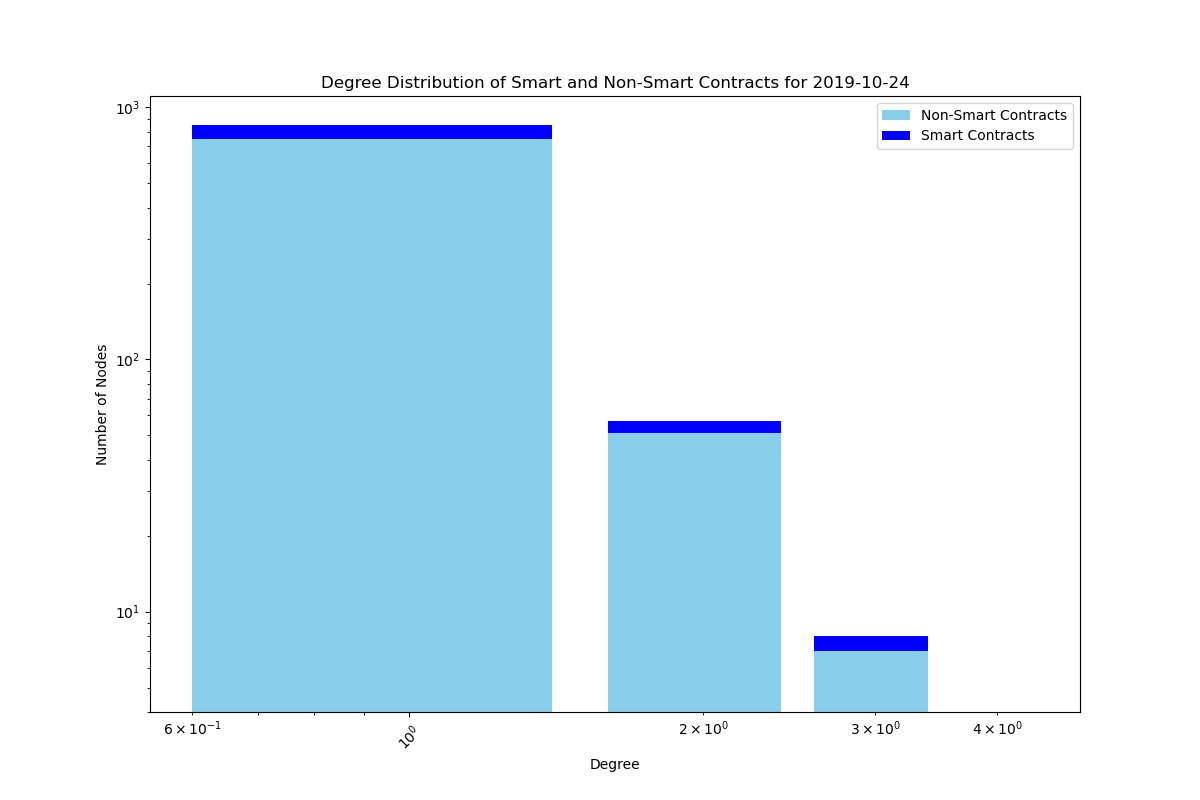 Degree Distribution of Smart and Non-Smart Contracts for 2019-10-24
Non-Smart Contracts
Smart Contracts
Number of Nodes
10³
10²
10¹
6 × 10⁻¹
10⁰
2 × 10⁰
3 × 10⁰
4 × 10⁰
Degree